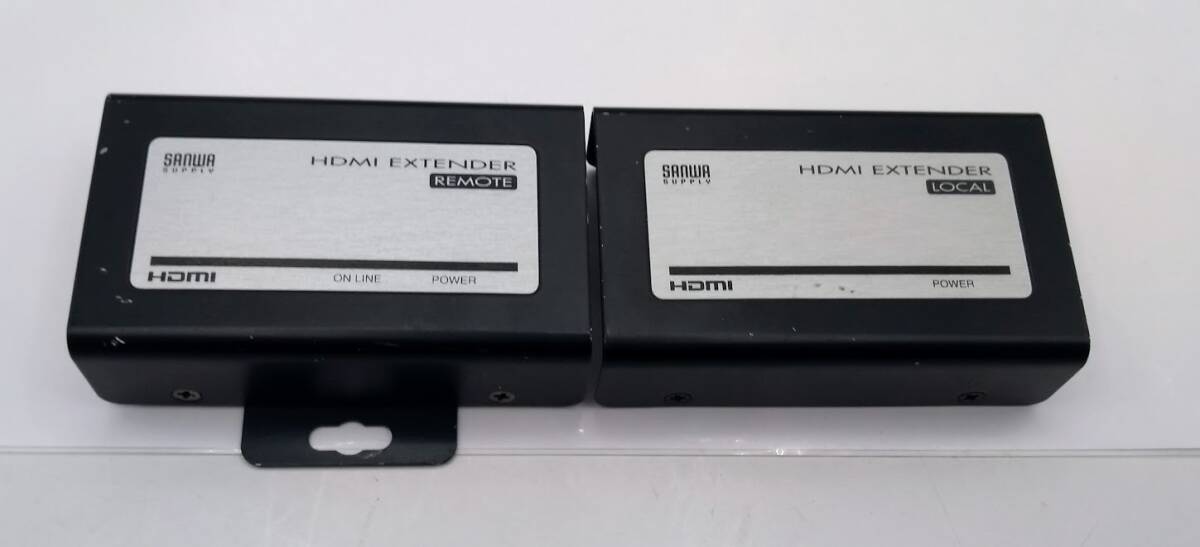 SANWA
SUPPLY
HDMI EXTENDER
REMOTE
HDMI
ON LINE
POWER
SANWA
SUPPLY
HDMI EXTENDER
LOCAL
HDMI
POWER